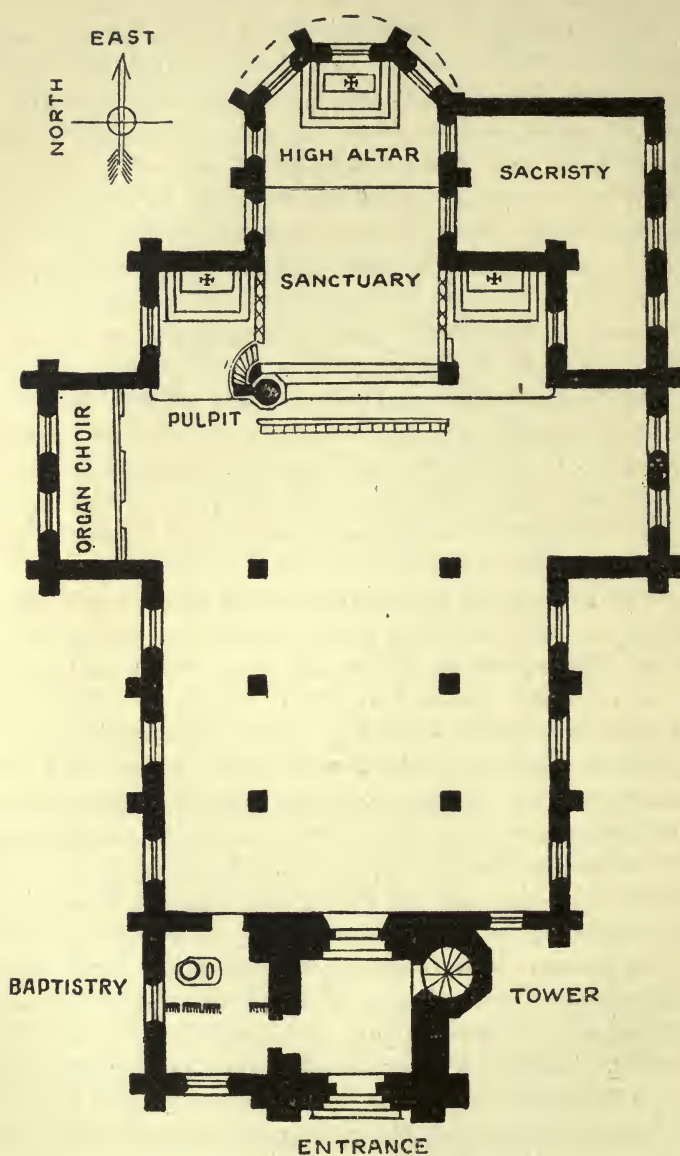 EAST
NORTH
HIGH ALTAR
SACRISTY
SANCTUARY
PULPIT
ORGAN CHOIR
BAPTISTRY
TOWER
ENTRANCE